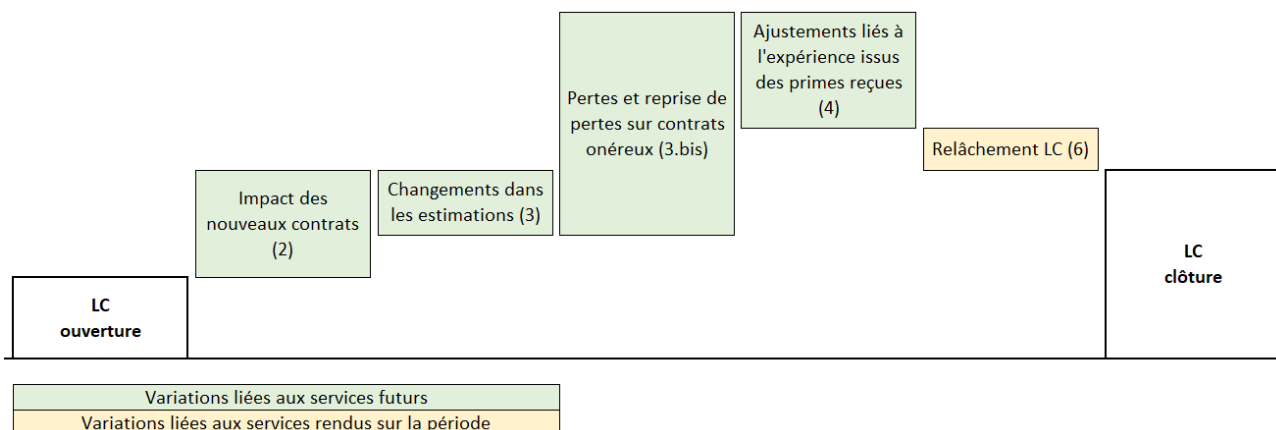 LC
ouverture
Impact des
nouveaux contrats
(2)
Changements dans
les estimations (3)
Pertes et reprise de
pertes sur contrats
onéreux (3.bis)
Ajustements liés à
l'expérience issus
des primes reçues
(4)
Relâchement LC (6)
LC
clôture
Variations liées aux services futurs
Variations liées aux services rendus sur la période